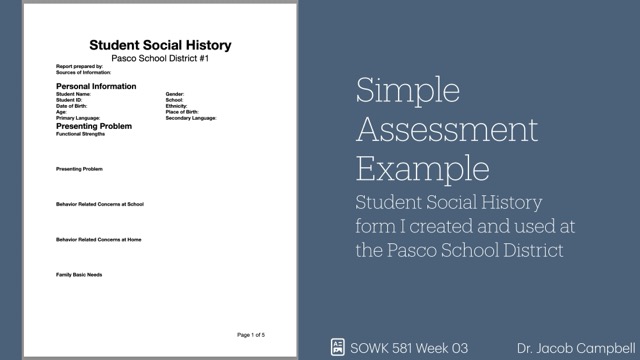 Student Social History
Pasco School District #1
Report prepared by:
Sources of Information:
Personal Information
Student Name: Gender:
Student ID: School:
Date of Birth: Ethnicity:
Age: Place of Birth:
Primary Language: Secondary Language:
Presenting Problem
Functional Strengths
Presenting Problem
Behavior Related Concerns at School
Behavior Related Concerns at Home
Family Basic Needs
Page 1 of 5
Simple
Assessment
Example
Student Social History
form I created and used at
the Pasco School District
SOWK 581 Week 03 Dr. Jacob Campbell